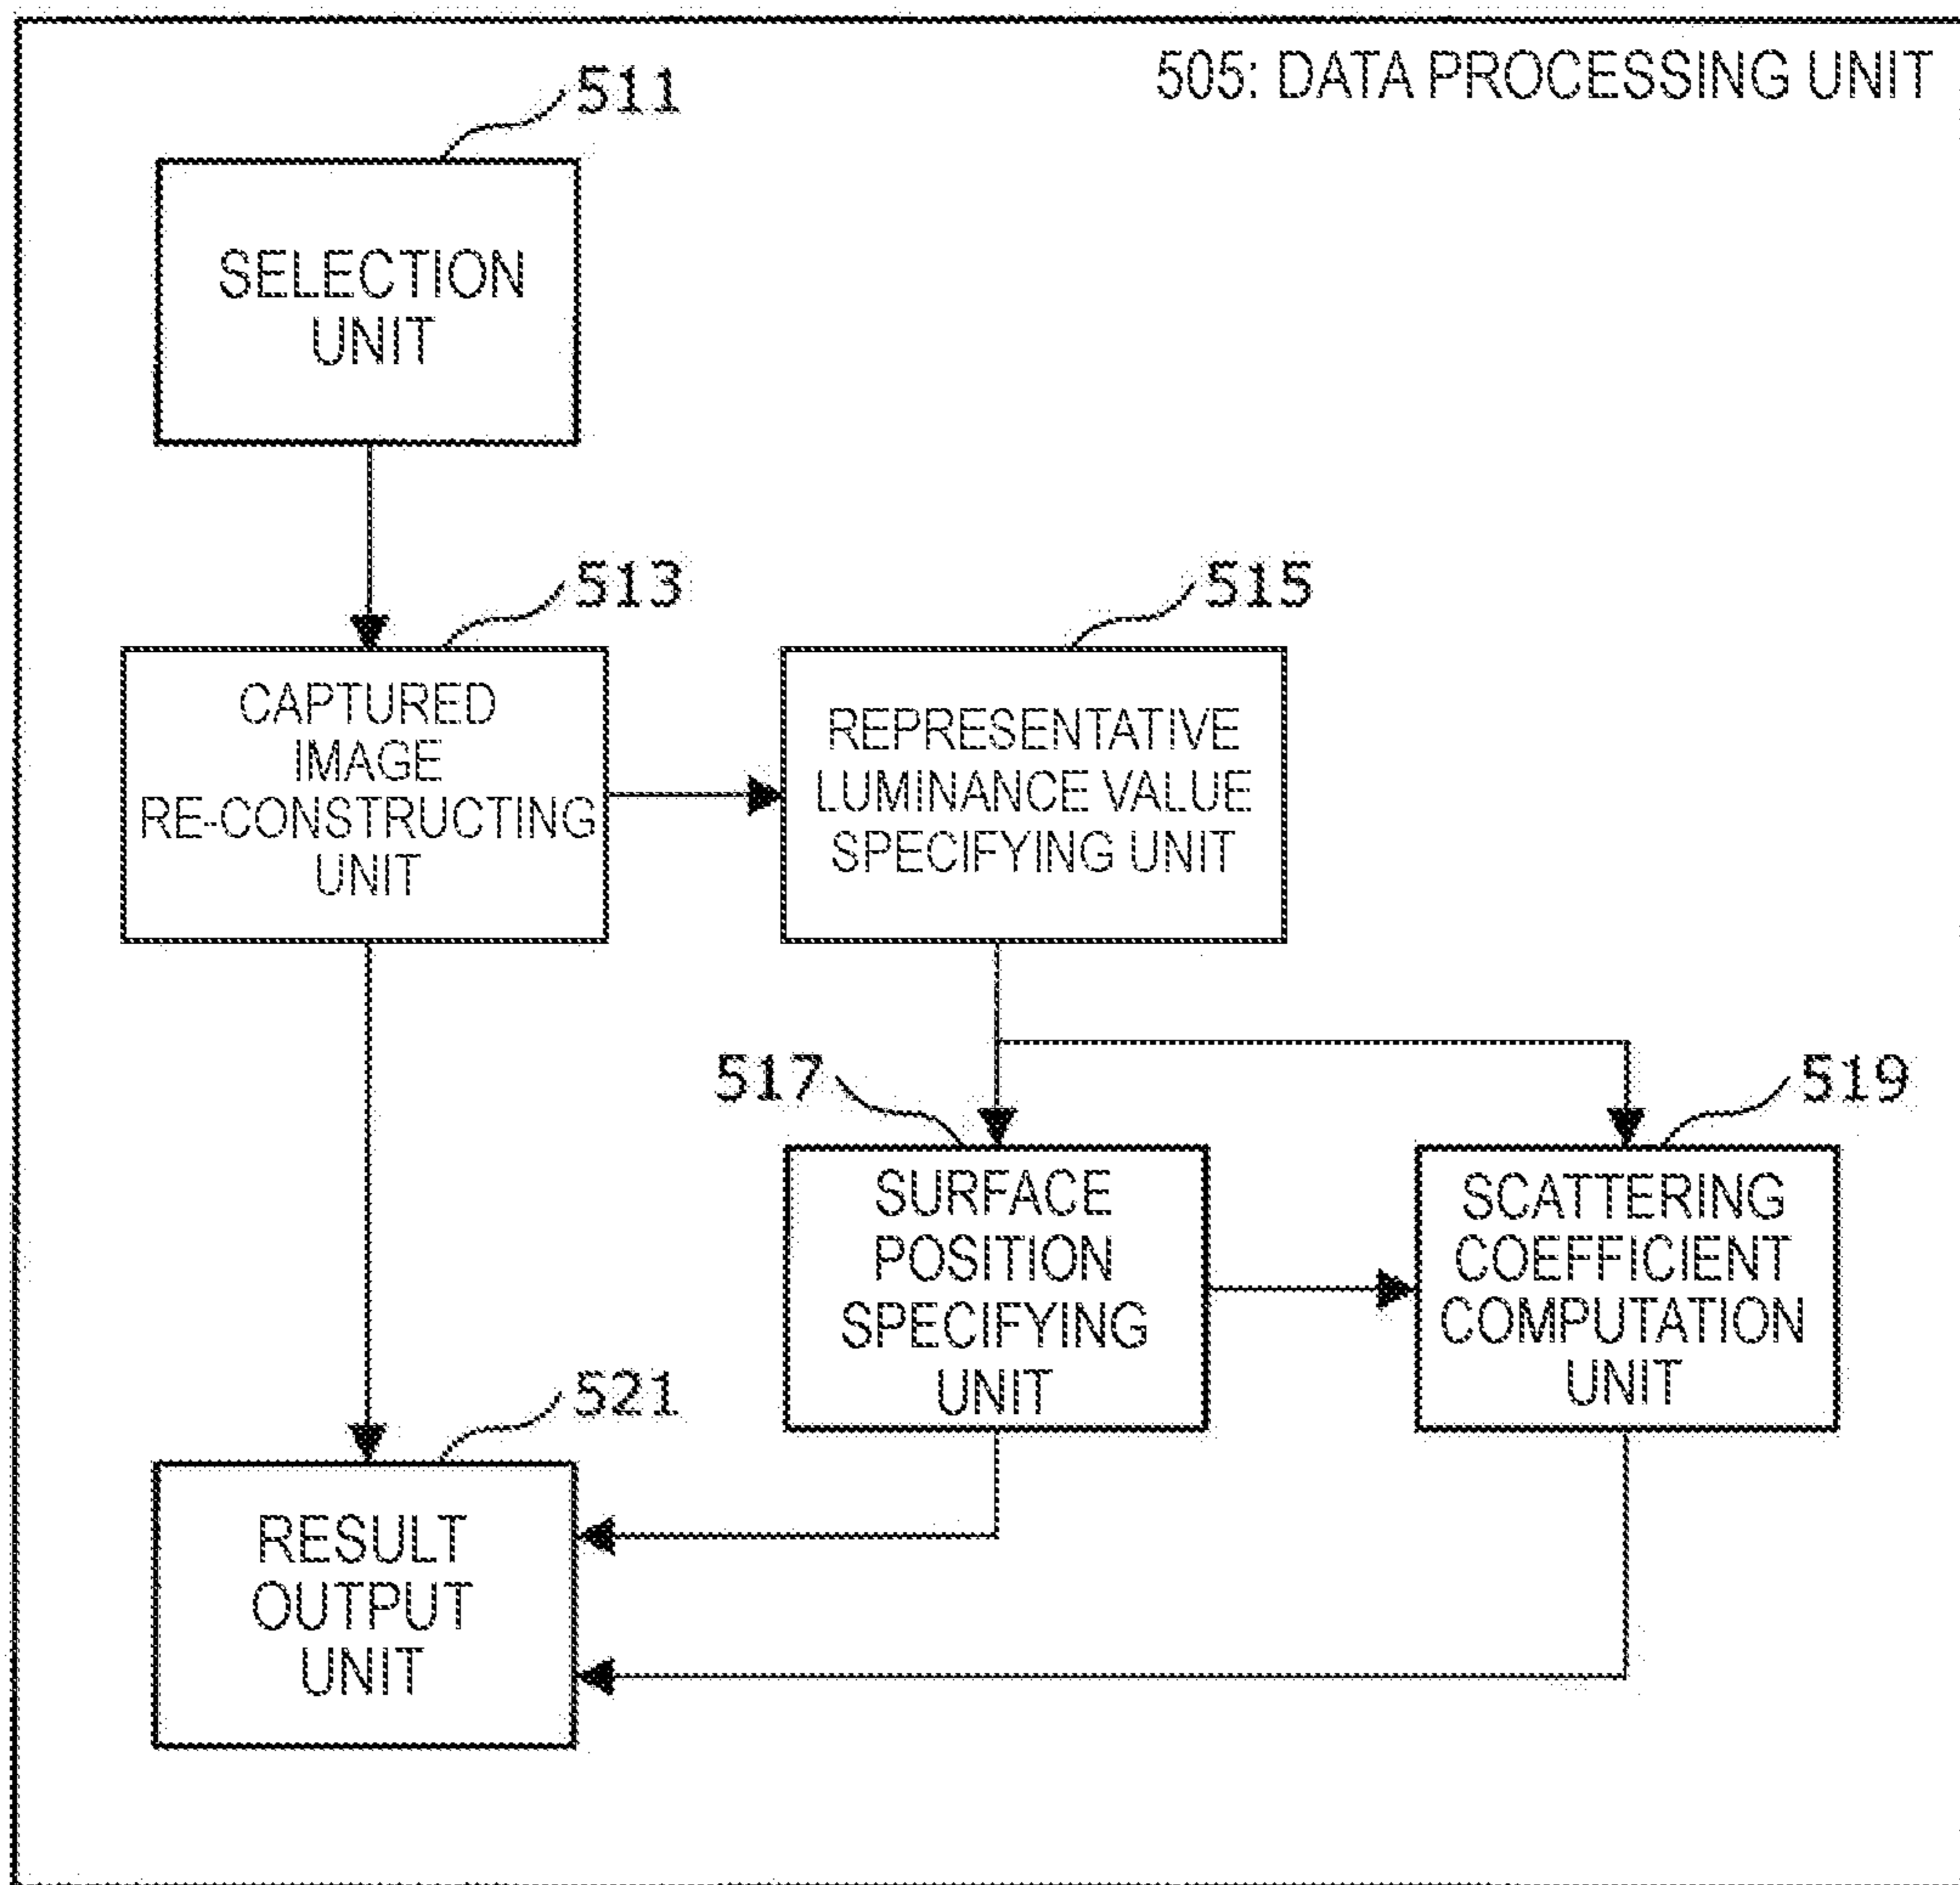 505: DATA PROCESSING UNIT
511
SELECTION
UNIT
513
CAPTURED
IMAGE
RE-CONSTRUCTING
UNIT
515
REPRESENTATIVE
LUMINANCE VALUE
SPECIFYING UNIT
517
SURFACE
POSITION
SPECIFYING
UNIT
519
SCATTERING
COEFFICIENT
COMPUTATION
UNIT
521
RESULT
OUTPUT
UNIT